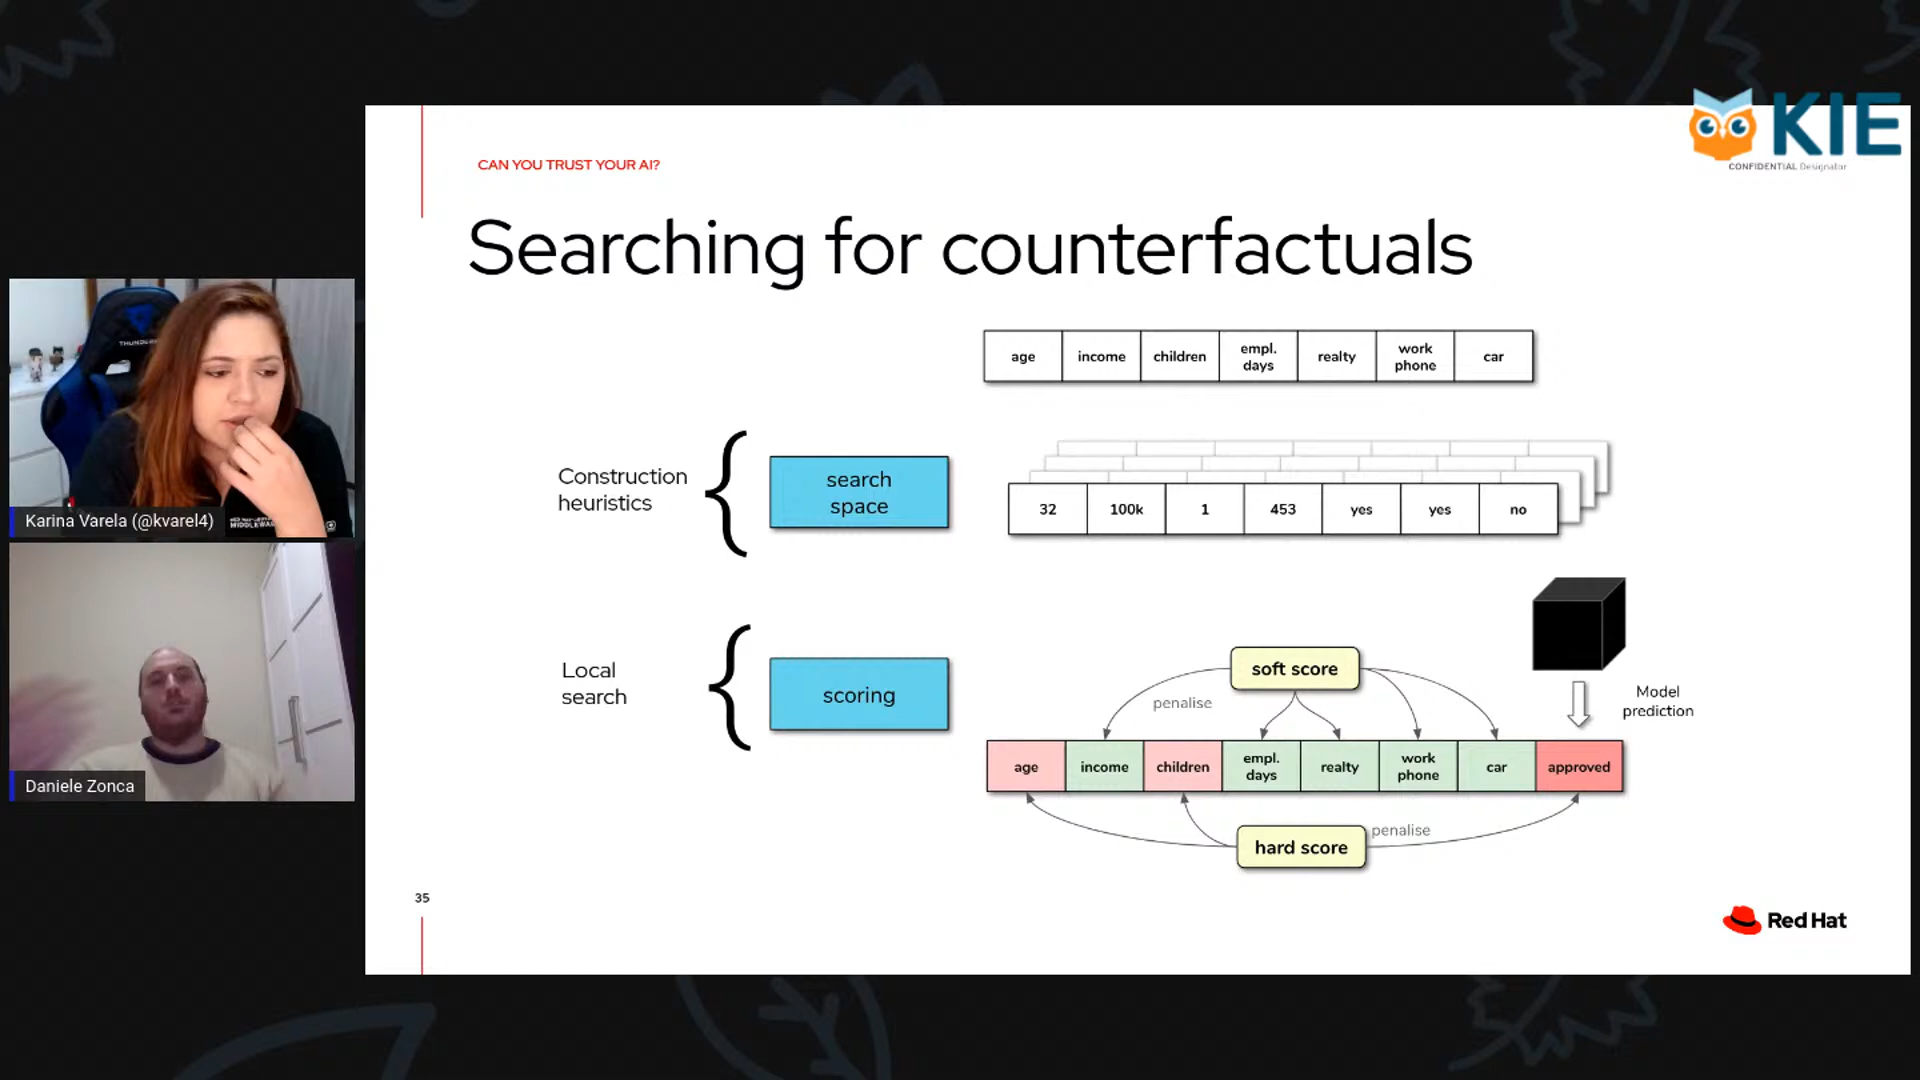 KIE
CONFIDENTIAL Designator
CAN YOU TRUST YOUR AI?
Searching for counterfactuals
age income children empl. days realty work phone car
Construction
heuristics
search
space
32 100k 1 453 yes yes no
Local
search
scoring
soft score
penalise
Model
prediction
age income children empl. days realty work phone car approved
hard score
penalise
35
Red Hat
THUNDER
Karina Varela (@kvarel4)
Daniele Zonca